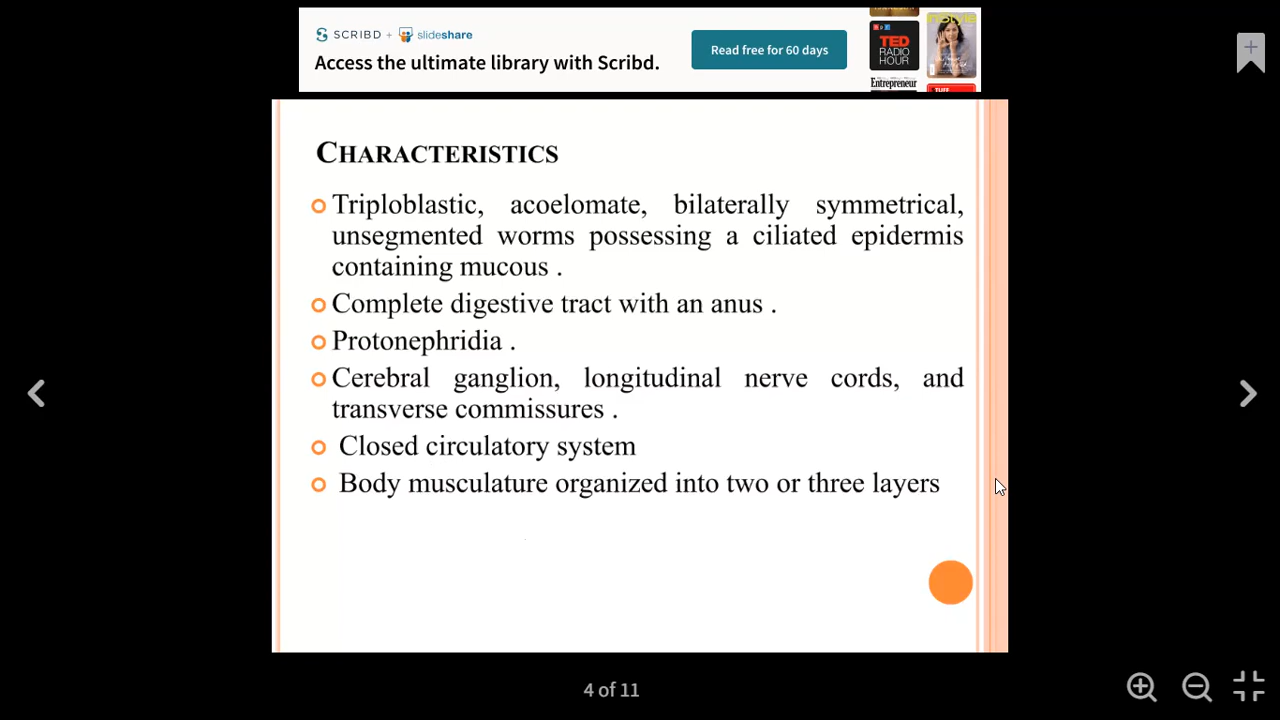 SCRIBD + slideshare
Access the ultimate library with Scribd.
Read free for 60 days
TED
RADIO
HOUR
InStyle
Entrepreneur
CHARACTERISTICS
Triploblastic, acoelomate, bilaterally symmetrical,
unsegmented worms possessing a ciliated epidermis
containing mucous .
Complete digestive tract with an anus .
Protonephridia .
Cerebral ganglion, longitudinal nerve cords, and
transverse commissures .
Closed circulatory system
Body musculature organized into two or three layers
4 of 11